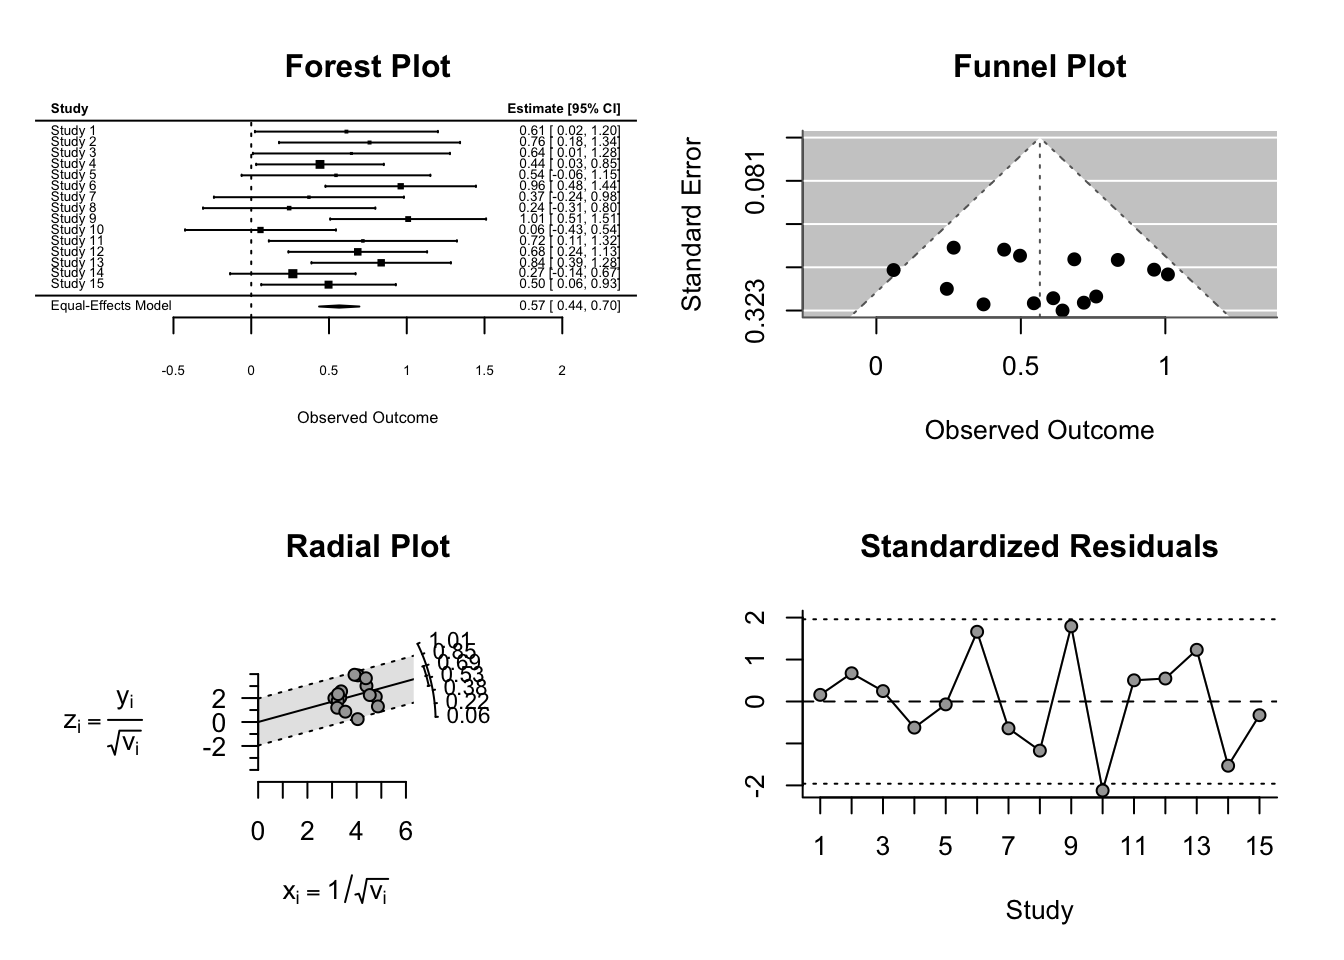 Forest Plot
Study Estimate [95% CI]
Study 1 0.61 [ 0.02, 1.20]
Study 2 0.76 [ 0.18, 1.34]
Study 3 0.64 [ 0.01, 1.28]
Study 4 0.44 [ 0.03, 0.85]
Study 5 0.54 [-0.06, 1.15]
Study 6 0.96 [ 0.48, 1.44]
Study 7 0.37 [-0.24, 0.98]
Study 8 0.24 [-0.31, 0.80]
Study 9 1.01 [ 0.51, 1.51]
Study 10 0.06 [-0.43, 0.54]
Study 11 0.72 [ 0.11, 1.32]
Study 12 0.68 [ 0.24, 1.13]
Study 13 0.84 [ 0.39, 1.28]
Study 14 0.27 [-0.14, 0.67]
Study 15 0.50 [ 0.06, 0.93]
Equal-Effects Model 0.57 [ 0.44, 0.70]
-0.5 0 0.5 1 1.5 2
Observed Outcome
Funnel Plot
Standard Error
0.081
0.323
0 0.5 1
Observed Outcome
Radial Plot
zᵢ = yᵢ / √vᵢ
2
0
-2
1.01
0.85
0.69
0.53
0.38
0.22
0.06
0 2 4 6
xᵢ = 1/√vᵢ
Standardized Residuals
2
1
0
-2
1 3 5 7 9 11 13 15
Study